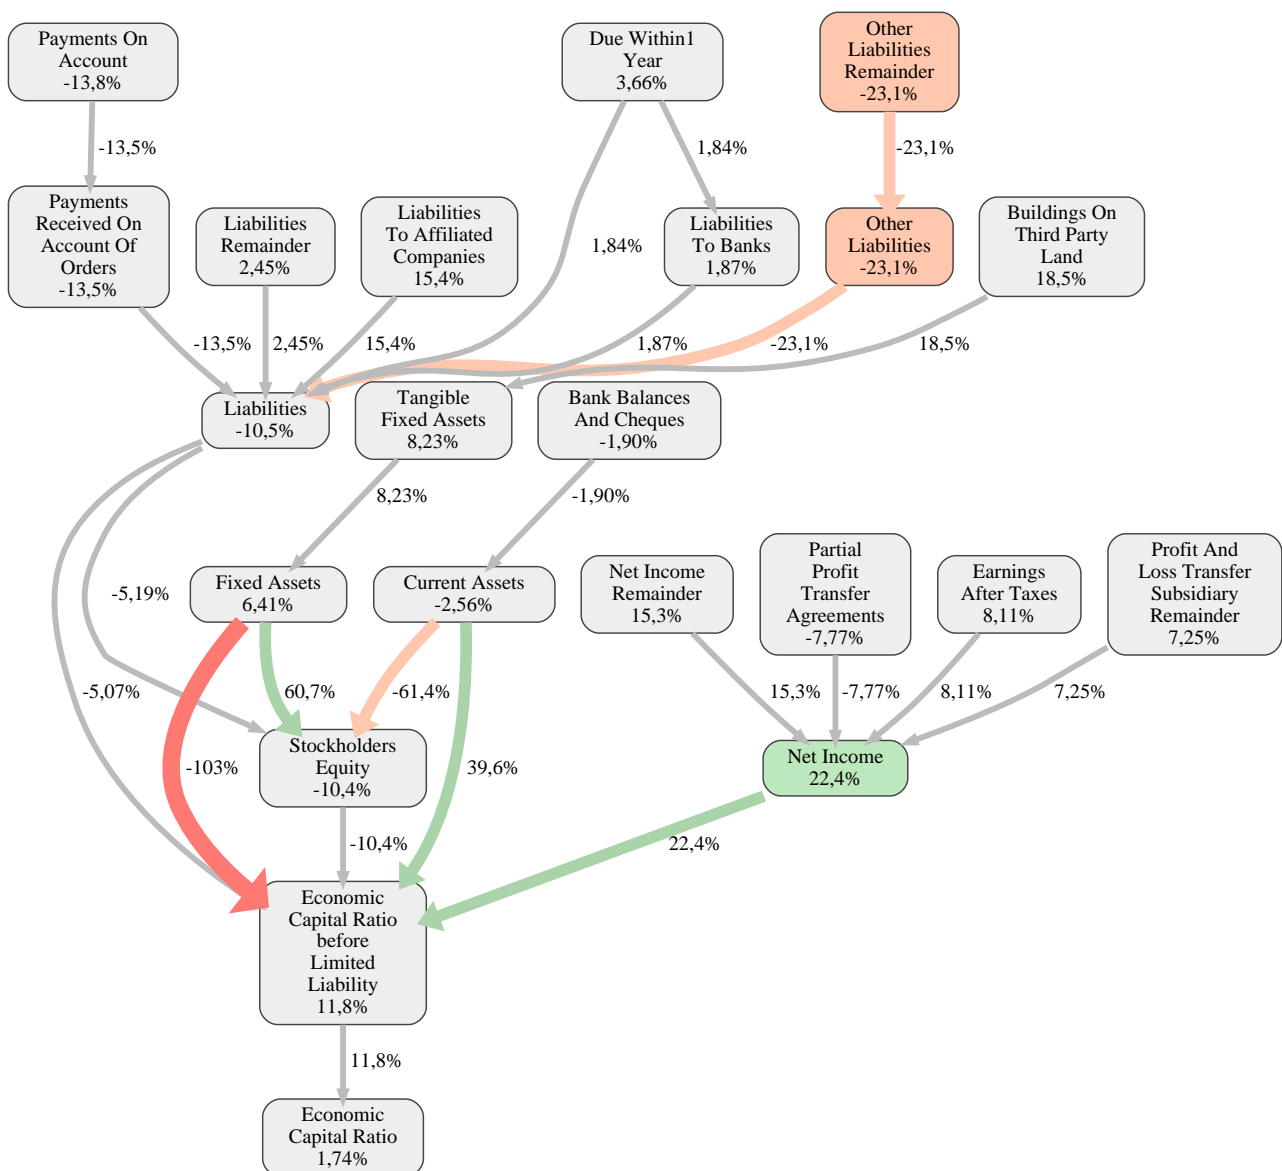 Payments On
Account
-13,8%
Due Within1
Year
3,66%
Other
Liabilities
Remainder
-23,1%
-13,5%
1,84%
-23,1%
Payments
Received On
Account Of
Orders
-13,5%
Liabilities
Remainder
2,45%
Liabilities
To Affiliated
Companies
15,4%
1,84%
Liabilities
To Banks
1,87%
Other
Liabilities
-23,1%
Buildings On
Third Party
Land
18,5%
-13,5%
2,45%
15,4%
1,87%
-23,1%
18,5%
Liabilities
-10,5%
Tangible
Fixed Assets
8,23%
Bank Balances
And Cheques
-1,90%
8,23%
-1,90%
-5,19%
Fixed Assets
6,41%
Current Assets
-2,56%
Net Income
Remainder
15,3%
Partial
Profit
Transfer
Agreements
-7,77%
Earnings
After Taxes
8,11%
Profit And
Loss Transfer
Subsidiary
Remainder
7,25%
-5,07%
60,7%
-61,4%
15,3%
-7,77%
8,11%
7,25%
-103%
Stockholders
Equity
-10,4%
39,6%
Net Income
22,4%
-10,4%
22,4%
Economic
Capital Ratio
before
Limited
Liability
11,8%
11,8%
Economic
Capital Ratio
1,74%